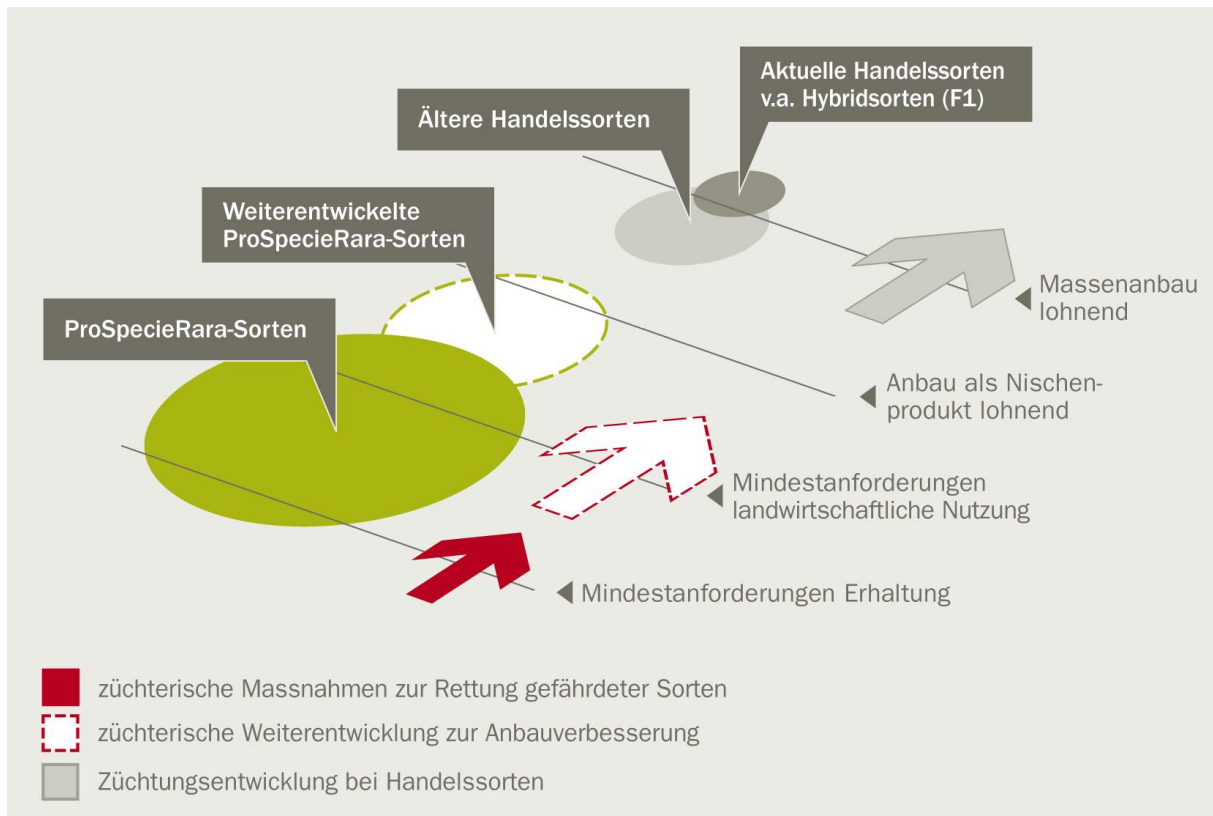 Aktuelle Handelssorten
v.a. Hybridsorten (F1)
Ältere Handelssorten
Weiterentwickelte
ProSpecieRara-Sorten
ProSpecieRara-Sorten
Massenanbau
lohnend
Anbau als Nischen-
produkt lohnend
Mindestanforderungen
landwirtschaftliche Nutzung
Mindestanforderungen Erhaltung
züchterische Massnahmen zur Rettung gefährdeter Sorten
züchterische Weiterentwicklung zur Anbauverbesserung
Züchtungsentwicklung bei Handelssorten